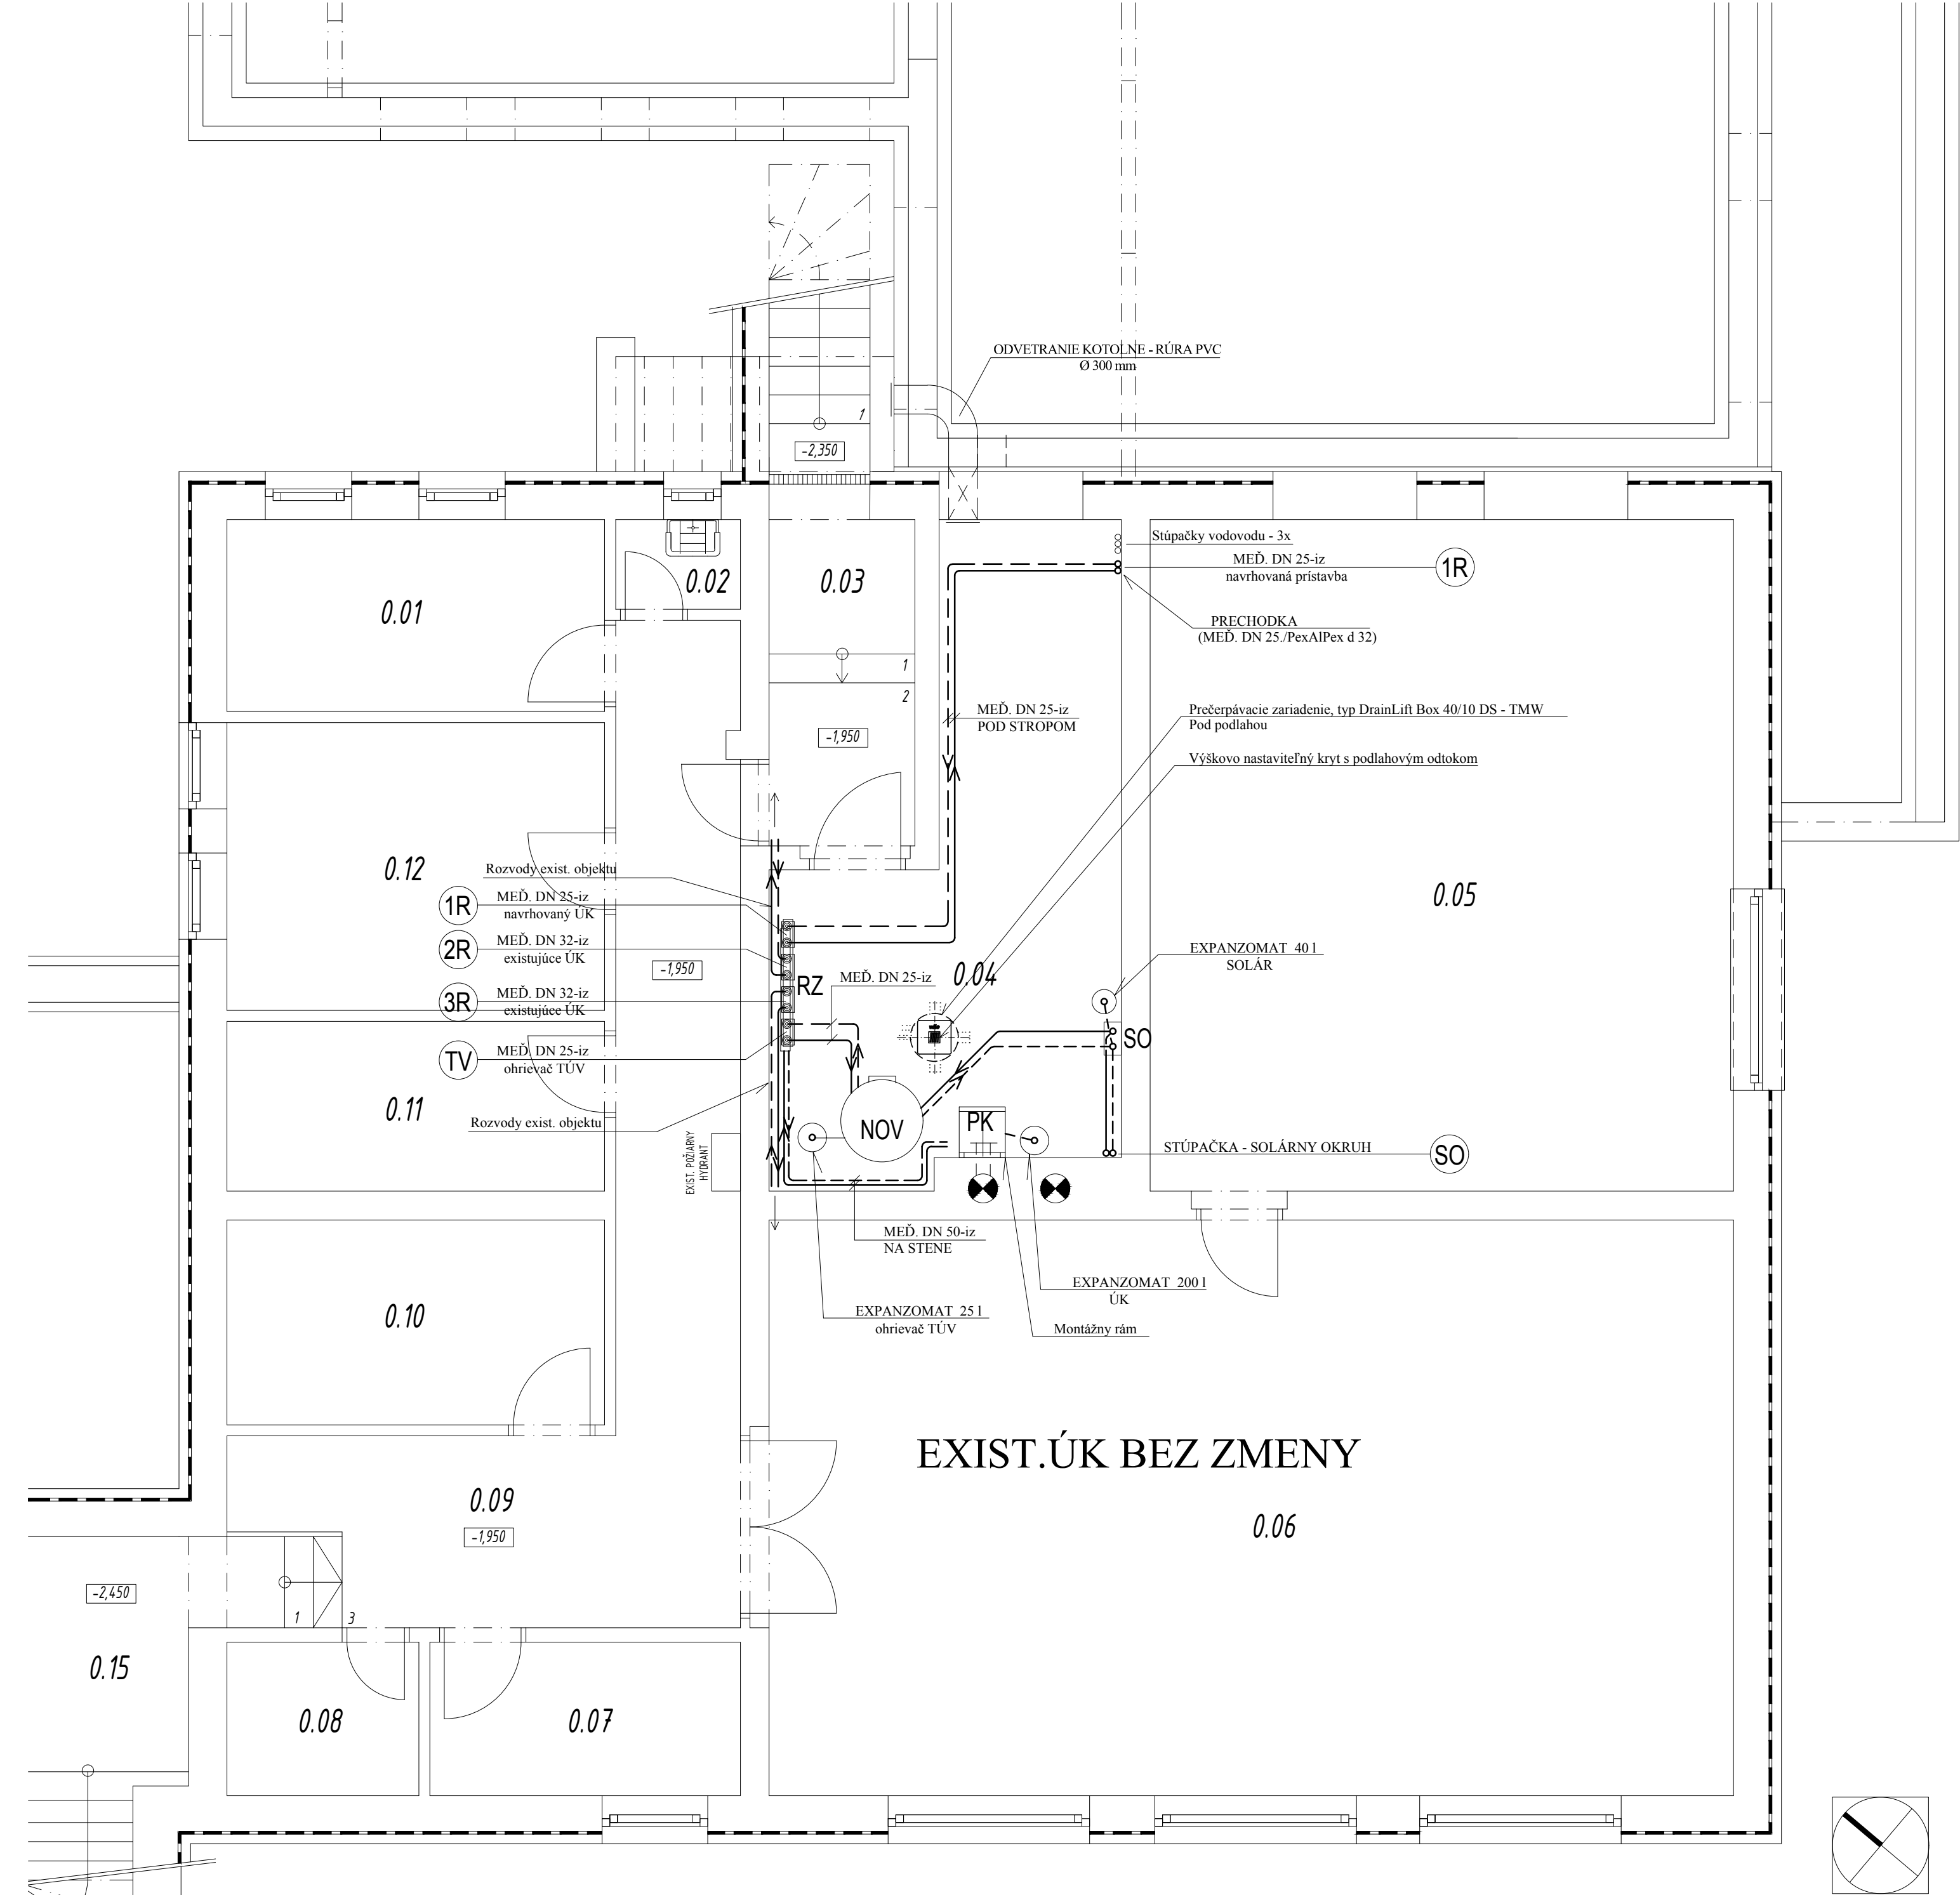 ODVETRANIE KOTOLNE - RÚRA PVC
Ø 300 mm
1
-2,350
Stúpačky vodovodu - 3x
MEĎ. DN 25-iz
navrhovaná prístavba
1R
PRECHODKA
(MEĎ. DN 25./PexAlPex d 32)
0.01
0.02
0.03
1
2
-1,950
MEĎ. DN 25-iz
POD STROPOM
Prečerpávacie zariadenie, typ DrainLift Box 40/10 DS - TMW
Pod podlahou
Výškovo nastaviteľný kryt s podlahovým odtokom
0.12
Rozvody exist. objektu
1R
MEĎ. DN 25-iz
navrhovaný ÚK
2R
MEĎ. DN 32-iz
existujúce ÚK
3R
MEĎ. DN 32-iz
existujúce ÚK
TV
MEĎ. DN 25-iz
ohrievač TÚV
-1,950
RZ
MEĎ. DN 25-iz
0.04
0.05
EXPANZOMAT 40 l
SOLÁR
SO
0.11
Rozvody exist. objektu
EXIST. POŽIARNY
HYDRANT
NOV
PK
STÚPAČKA - SOLÁRNY OKRUH
SO
MEĎ. DN 50-iz
NA STENE
EXPANZOMAT 200 l
ÚK
EXPANZOMAT 25 l
ohrievač TÚV
Montážny rám
0.10
EXIST.ÚK BEZ ZMENY
0.09
-1,950
0.06
-2,450
1
3
0.15
0.08
0.07